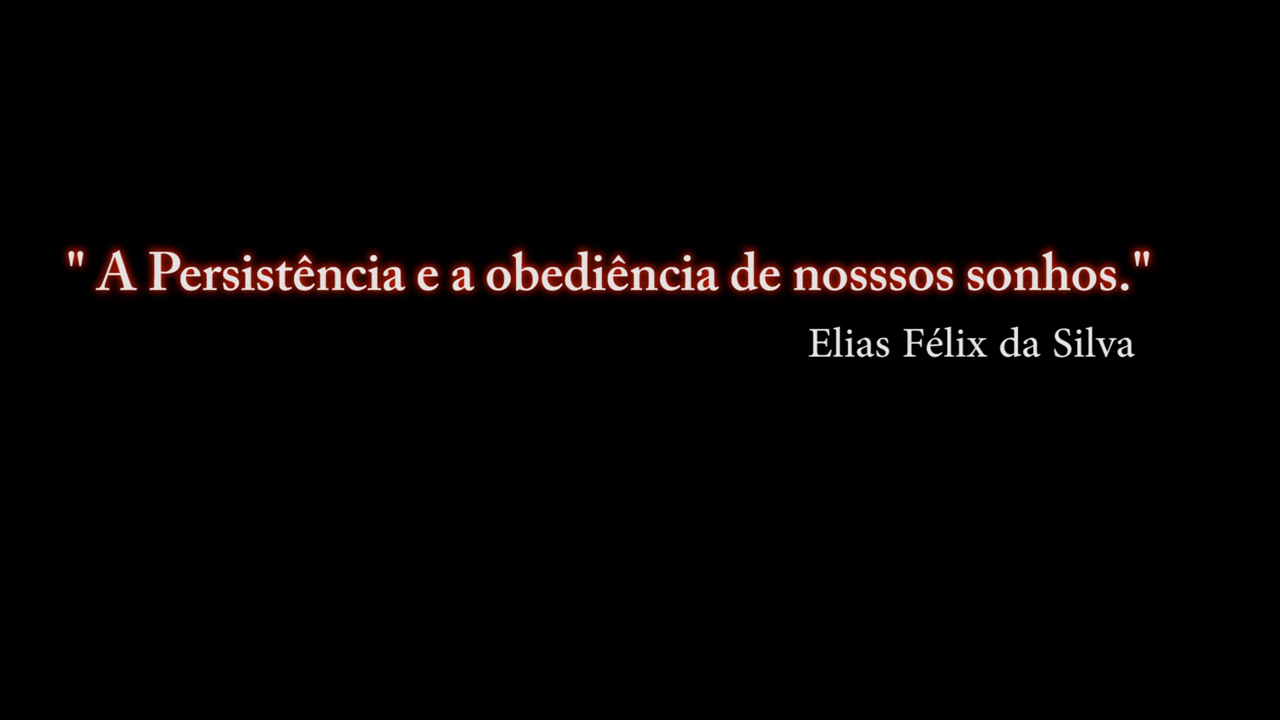 " A Persistência e a obediência de nosssos sonhos."
Elias Félix da Silva